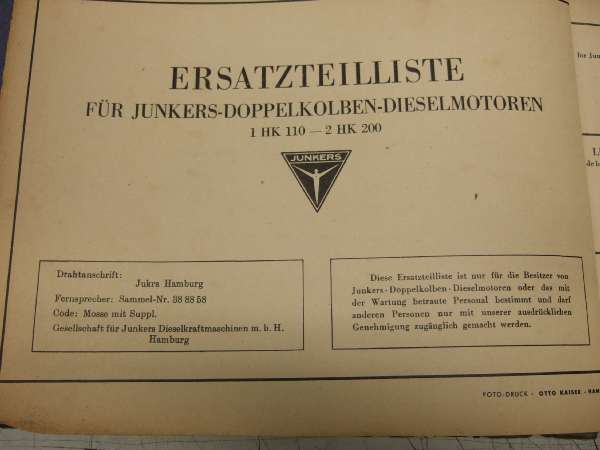 ERSATZTEILLISTE
FÜR JUNKERS-DOPPELKOLBEN-DIESELMOTOREN
1 HK 110 — 2 HK 200
JUNKERS
Drahtanschrift:
Jukra Hamburg
Fernsprecher: Sammel-Nr. 38 88 58
Code: Mosse mit Suppl.
Gesellschaft für Junkers Dieselkraftmaschinen m. b. H.
Hamburg
Diese Ersatzteilliste ist nur für die Besitzer von
Junkers-Doppelkolben-Dieselmotoren oder das mit
der Wartung betraute Personal bestimmt und darf
anderen Personen nur mit unserer ausdrücklichen
Genehmigung zugänglich gemacht werden.
FOTO-DRUCK · OTTO KAISER · HAM